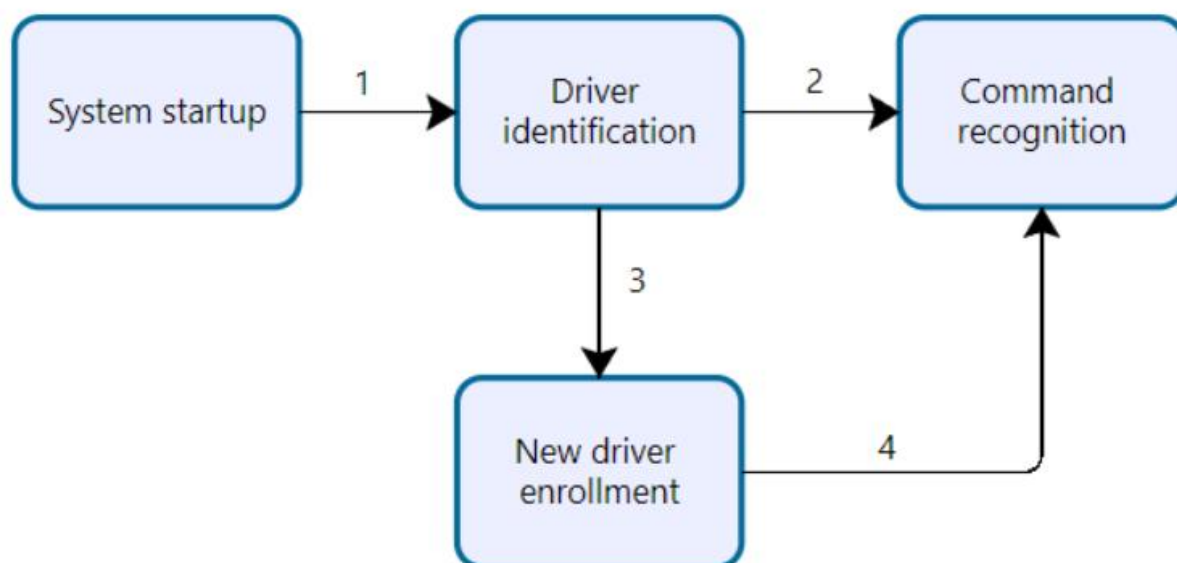 System startup
1
Driver
identification
2
Command
recognition
3
New driver
enrollment
4